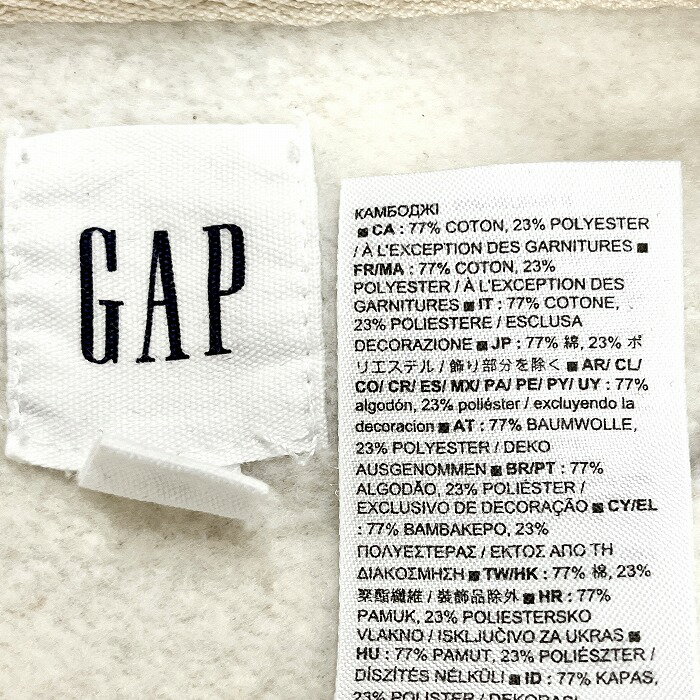 GAP
КАМБОДЖІ
■ CA : 77% COTON, 23% POLYESTER
/ À L'EXCEPTION DES GARNITURES ■
FR/MA : 77% COTON, 23%
POLYESTER / À L'EXCEPTION DES
GARNITURES ■ IT : 77% COTONE,
23% POLIESTERE / ESCLUSA
DECORAZIONE ■ JP : 77% 綿, 23% ポ
リエステル / 飾り部分を除く ■ AR/ CL/
CO/ CR/ ES/ MX/ PA/ PE/ PY/ UY : 77%
algodón, 23% poliéster / excluyendo la
decoracion ■ AT : 77% BAUMWOLLE,
23% POLYESTER / DEKO
AUSGENOMMEN ■ BR/PT : 77%
ALGODÃO, 23% POLIÉSTER /
EXCLUSIVO DE DECORAÇÃO ■ CY/EL
: 77% ΒΑΜΒΑΚΕΡΟ, 23%
ΠΟΛΥΕΣΤΕΡΑΣ / ΕΚΤΟΣ ΑΠΟ ΤΗ
ΔΙΑΚΟΣΜΗΣΗ ■ TW/HK : 77% 棉, 23%
聚酯纖維 / 裝飾品除外 ■ HR : 77%
PAMUK, 23% POLIESTERSKO
VLAKNO / ISKLJUČIVO ZA UKRAS ■
HU : 77% PAMUT, 23% POLIÉSZTER /
DÍSZÍTÉS NÉLKÜLI ■ ID : 77% KAPAS,
23% POLIESTER / DEKORASI